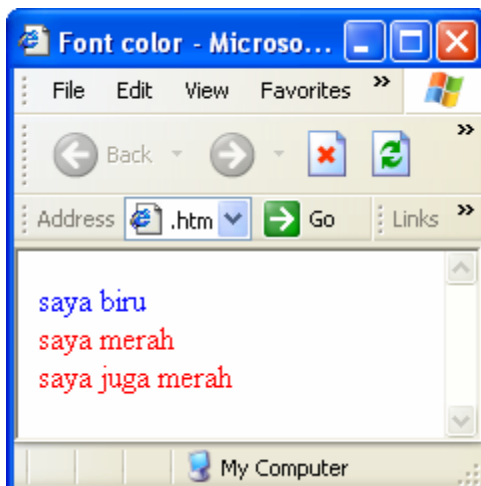 Font color - Microso...
File Edit View Favorites »
Back »
Address .htm Go Links »
saya biru
saya merah
saya juga merah
My Computer